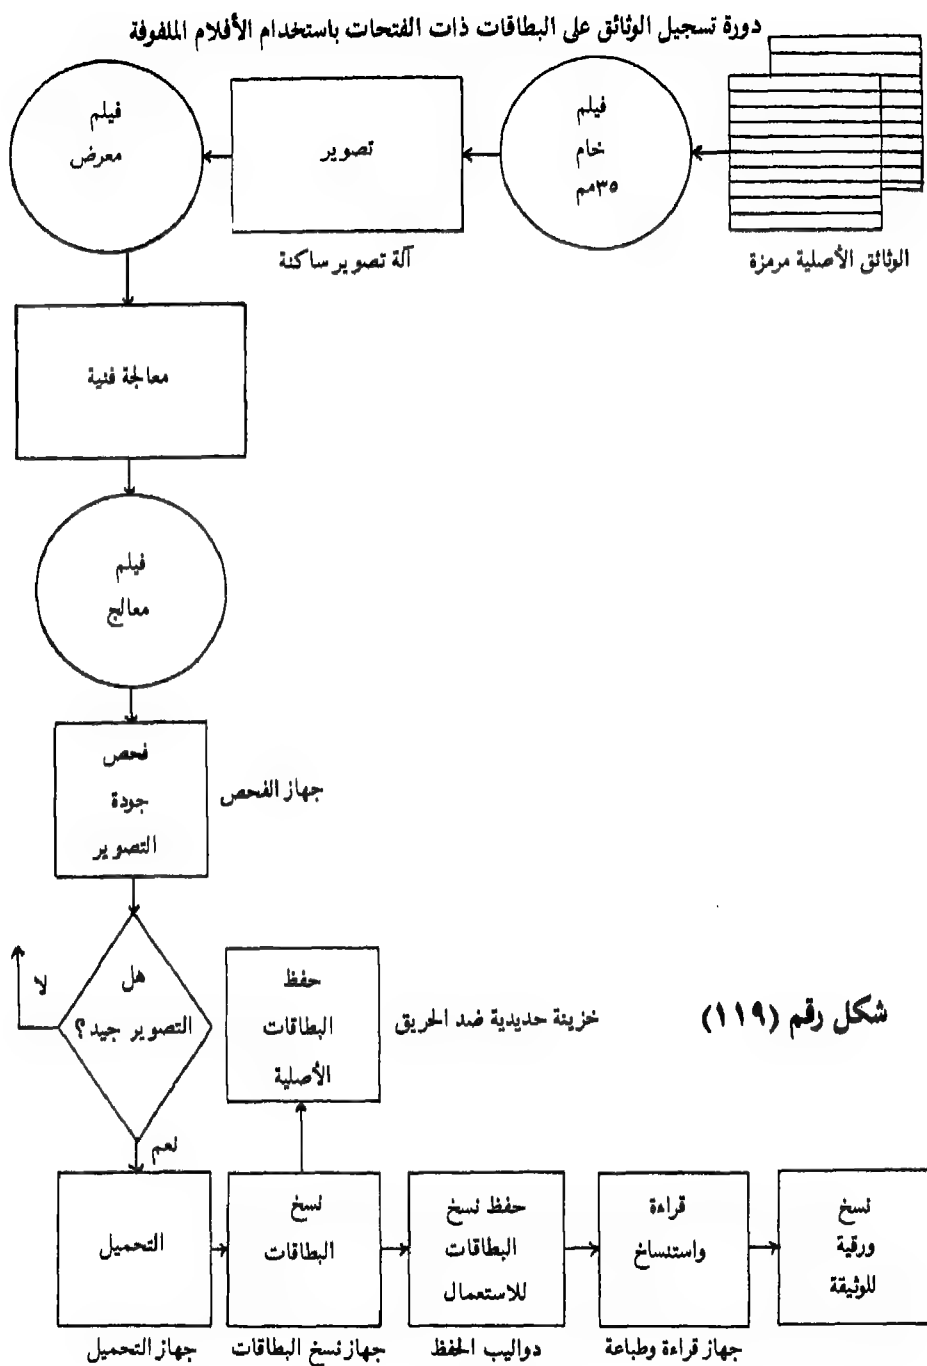 دورة تسجيل الوثائق على البطاقات ذات الفتحات باستخدام الأفلام الملفوفة
الوثائق الأصلية مرمزة
فيلم
خام
٣٥مم
تصوير
آلة تصوير ساكنة
فيلم
معرض
معالجة فنية
فيلم
معالج
فحص
جودة
التصوير
جهاز الفحص
هل
التصوير جيد؟
لا
نعم
حفظ
البطاقات
الأصلية
خزينة حديدية ضد الحريق
شكل رقم (١١٩)
التحميل
جهاز التحميل
نسخ
البطاقات
جهاز نسخ البطاقات
حفظ نسخ
البطاقات
للاستعمال
دواليب الحفظ
قراءة
واستنساخ
جهاز قراءة وطباعة
نسخ
ورقية
للوثيقة